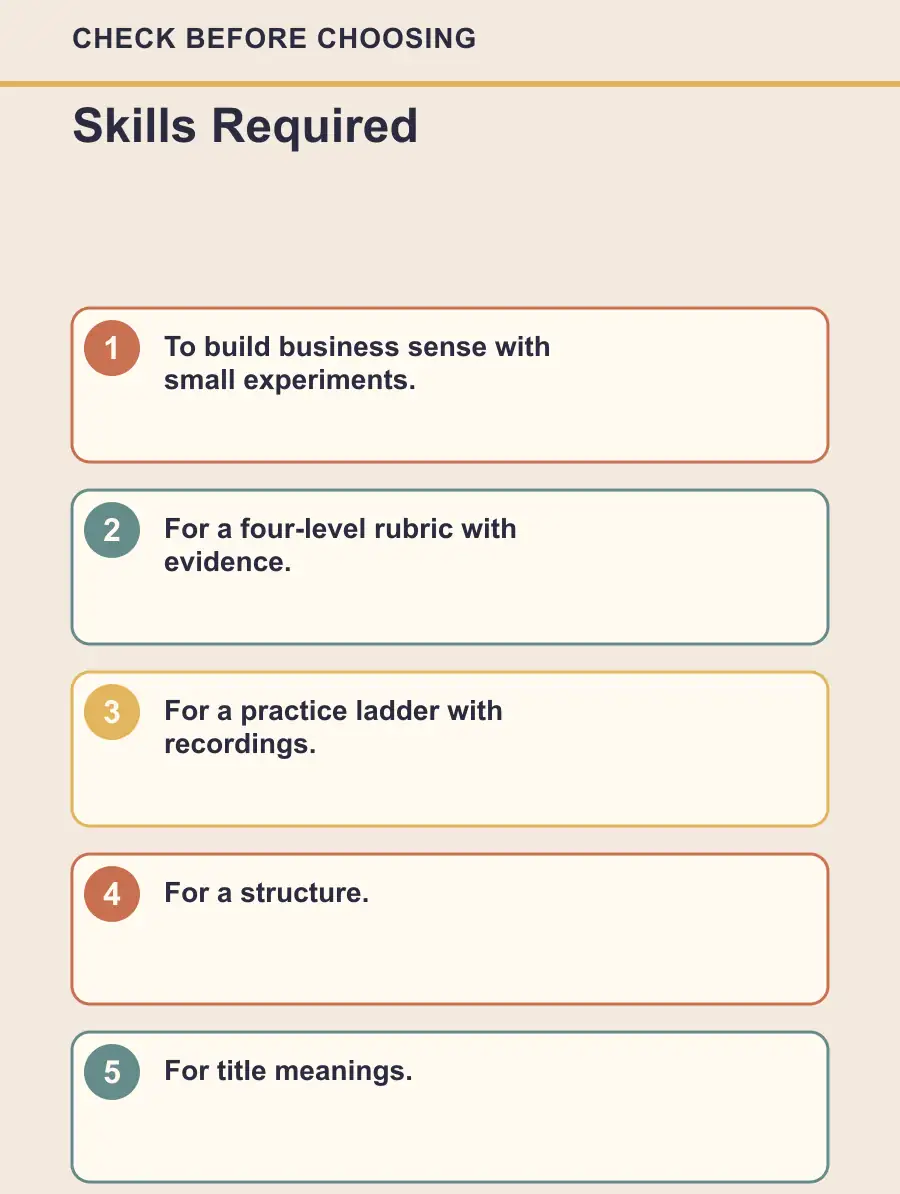 CHECK BEFORE CHOOSING
Skills Required
1
To build business sense with
small experiments.
2
For a four-level rubric with
evidence.
3
For a practice ladder with
recordings.
4
For a structure.
5
For title meanings.